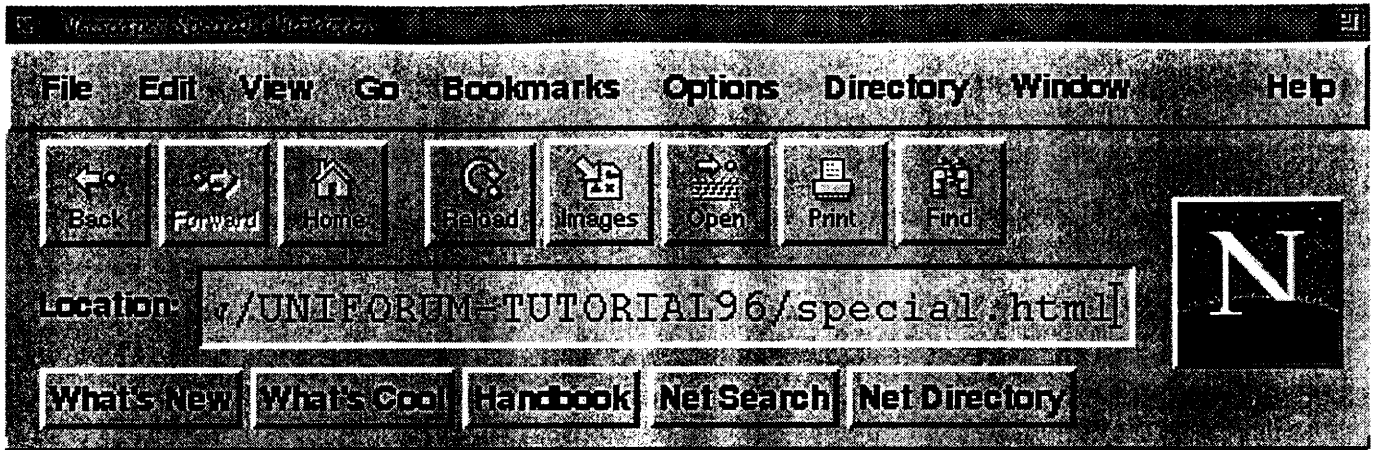 File Edit View Go Bookmarks Options Directory Window Help
Back Forward Home Reload Images Open Print Find
N
Location: /UNIFORUM-TUTORIAL96/special.html
What's New What's Cool Handbook Net Search Net Directory